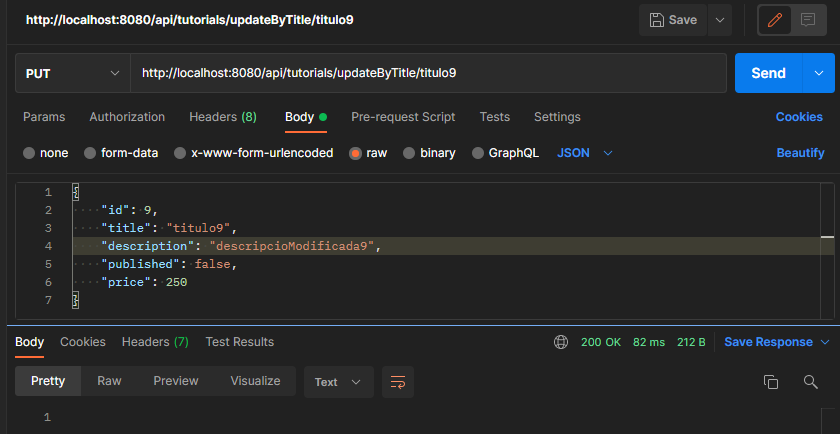 http://localhost:8080/api/tutorials/updateByTitle/titulo9 Save
PUT http://localhost:8080/api/tutorials/updateByTitle/titulo9 Send
Params Authorization Headers (8) Body Pre-request Script Tests Settings Cookies
none form-data x-www-form-urlencoded raw binary GraphQL JSON Beautify
1 {
2 "id": 9,
3 "title": "titulo9",
4 "description": "descripcioModificada9",
5 "published": false,
6 "price": 250
7 }
Body Cookies Headers (7) Test Results 200 OK 82 ms 212 B Save Response
Pretty Raw Preview Visualize Text
1